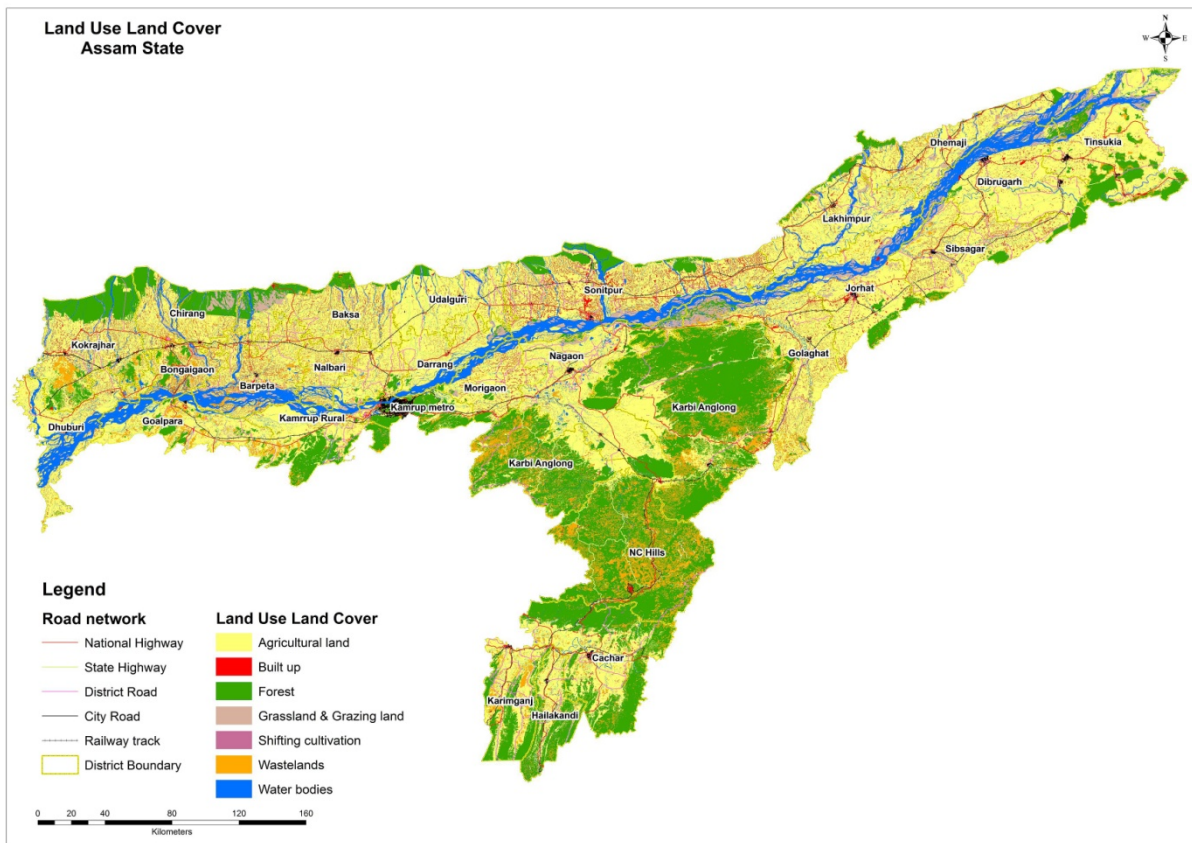 Land Use Land Cover
Assam State
N
W E
S
Dhemaji
Tinsukia
Dibrugarh
Lakhimpur
Sibsagar
Sonitpur
Jorhat
Udalguri
Baksa
Chirang
Kokrajhar
Golaghat
Nagaon
Darrang
Nalbari
Bongaigaon
Barpeta
Morigaon
Kamrup metro
Karbi Anglong
Kamrrup Rural
Goalpara
Dhuburi
Karbi Anglong
NC Hills
Cachar
Karimganj
Hailakandi
Legend
Road network
National Highway
State Highway
District Road
City Road
Railway track
District Boundary
Land Use Land Cover
Agricultural land
Built up
Forest
Grassland & Grazing land
Shifting cultivation
Wastelands
Water bodies
0 20 40 80 120 160
Kilometers